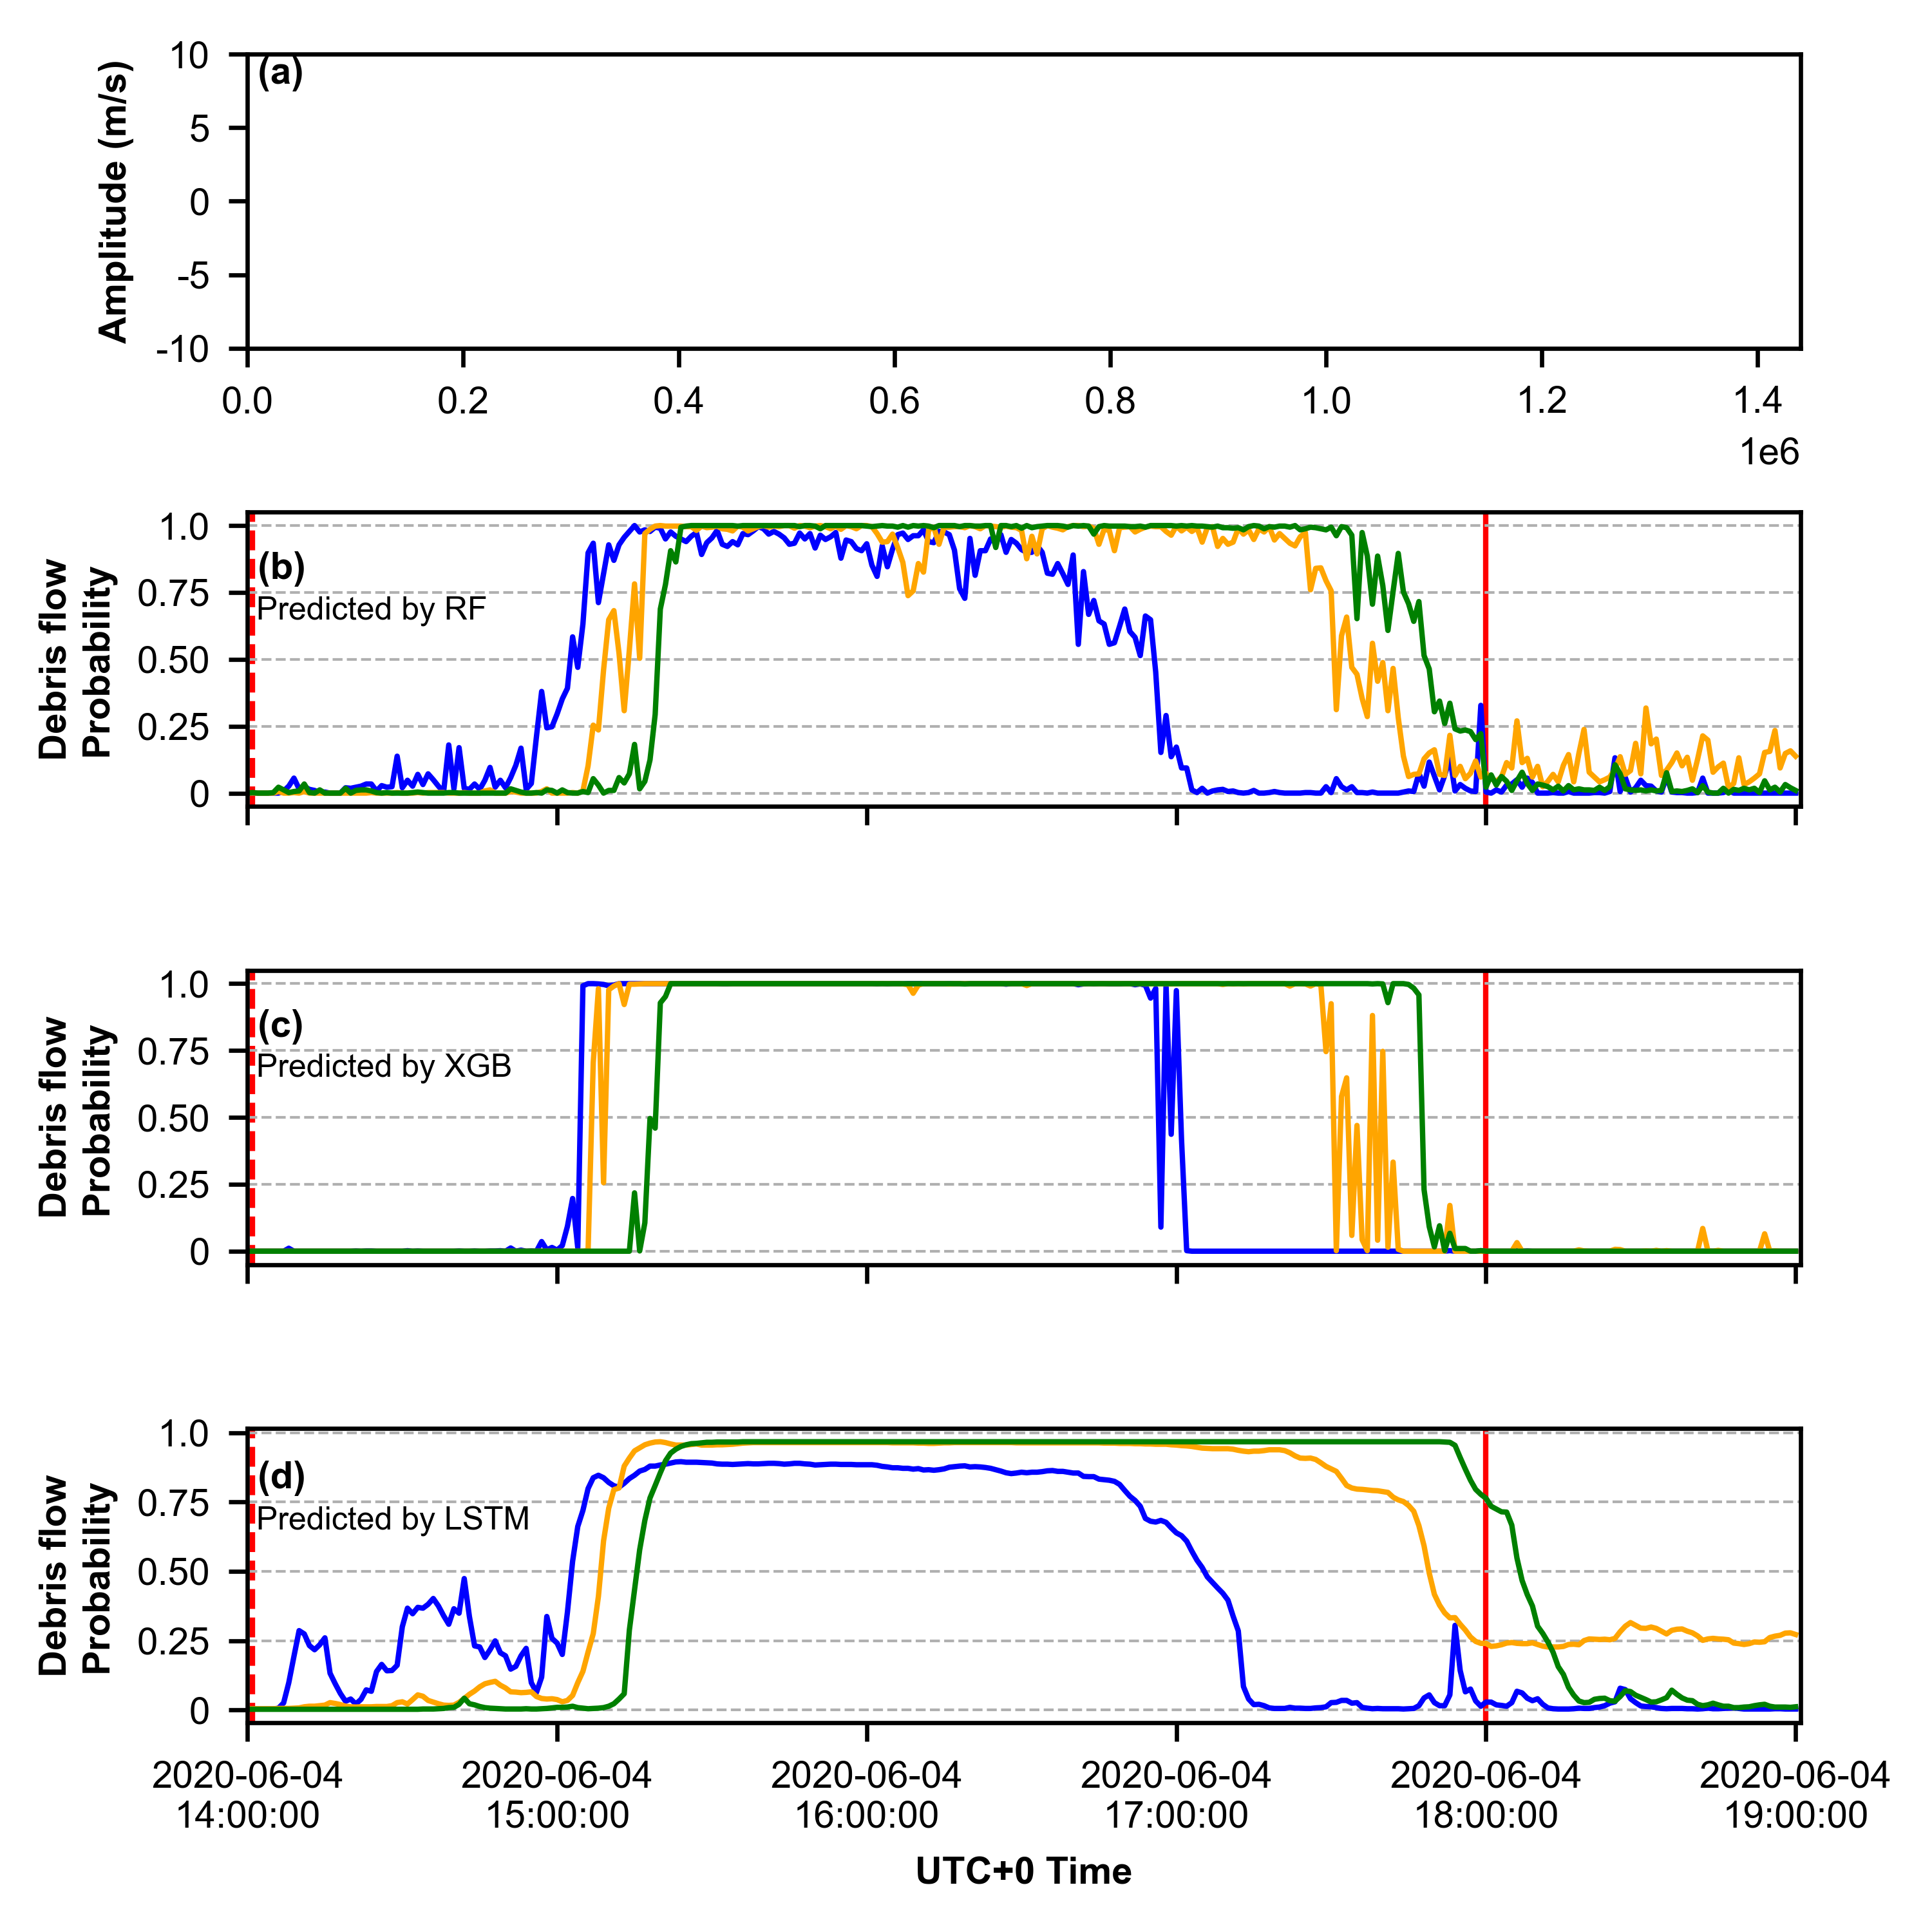 (a)
Amplitude (m/s)
10
5
0
-5
-10
0.0 0.2 0.4 0.6 0.8 1.0 1.2 1.4
1e6
(b)
Predicted by RF
Debris flow
Probability
1.0
0.75
0.50
0.25
0
(c)
Predicted by XGB
Debris flow
Probability
1.0
0.75
0.50
0.25
0
(d)
Predicted by LSTM
Debris flow
Probability
1.0
0.75
0.50
0.25
0
2020-06-04 2020-06-04 2020-06-04 2020-06-04 2020-06-04 2020-06-04
14:00:00 15:00:00 16:00:00 17:00:00 18:00:00 19:00:00
UTC+0 Time